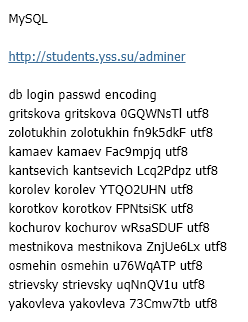 MySQL
http://students.yss.su/adminer
db login passwd encoding
gritskova gritskova 0GQWNsTl utf8
zolotukhin zolotukhin fn9k5dkF utf8
kamaev kamaev Fac9mpjq utf8
kantsevich kantsevich Lcq2Pdpz utf8
korolev korolev YTQO2UHN utf8
korotkov korotkov FPNtsiSK utf8
kochurov kochurov wRsaSDUF utf8
mestnikova mestnikova ZnjUe6Lx utf8
osmehin osmehin u76WqATP utf8
strievsky strievsky uqNnQV1u utf8
yakovleva yakovleva 73Cmw7tb utf8